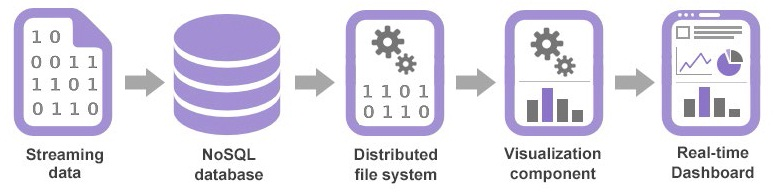 1 0
0 0 1 1
1 1 0 1
0 1 1 0
1 1 0 1
0 1 1 0
Streaming
data
NoSQL
database
Distributed
file system
Visualization
component
Real-time
Dashboard